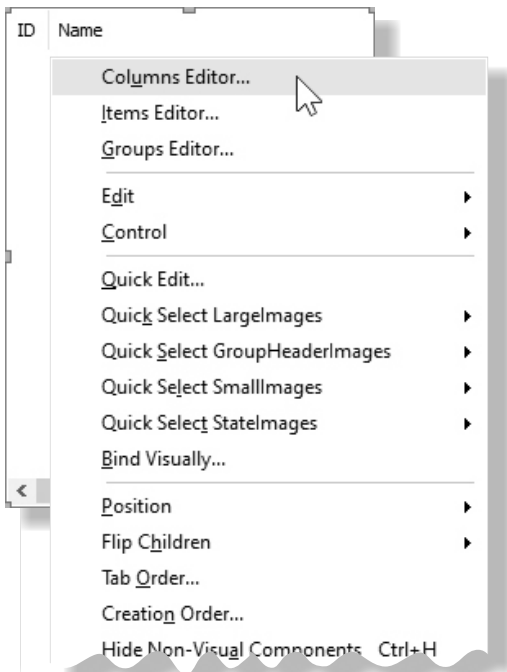 ID Name
Columns Editor...
Items Editor...
Groups Editor...
Edit
Control
Quick Edit...
Quick Select LargeImages
Quick Select GroupHeaderImages
Quick Select SmallImages
Quick Select StateImages
Bind Visually...
Position
Flip Children
Tab Order...
Creation Order...
Hide Non-Visual Components Ctrl+H